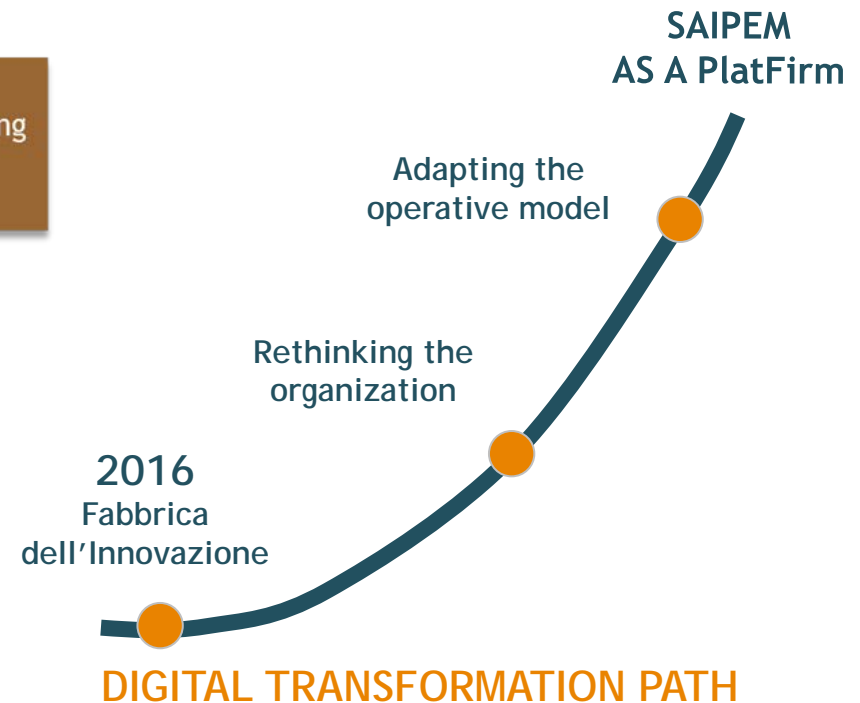 SAIPEM
AS A PlatFirm
Adapting the
operative model
Rethinking the
organization
2016
Fabbrica
dell'Innovazione
DIGITAL TRANSFORMATION PATH